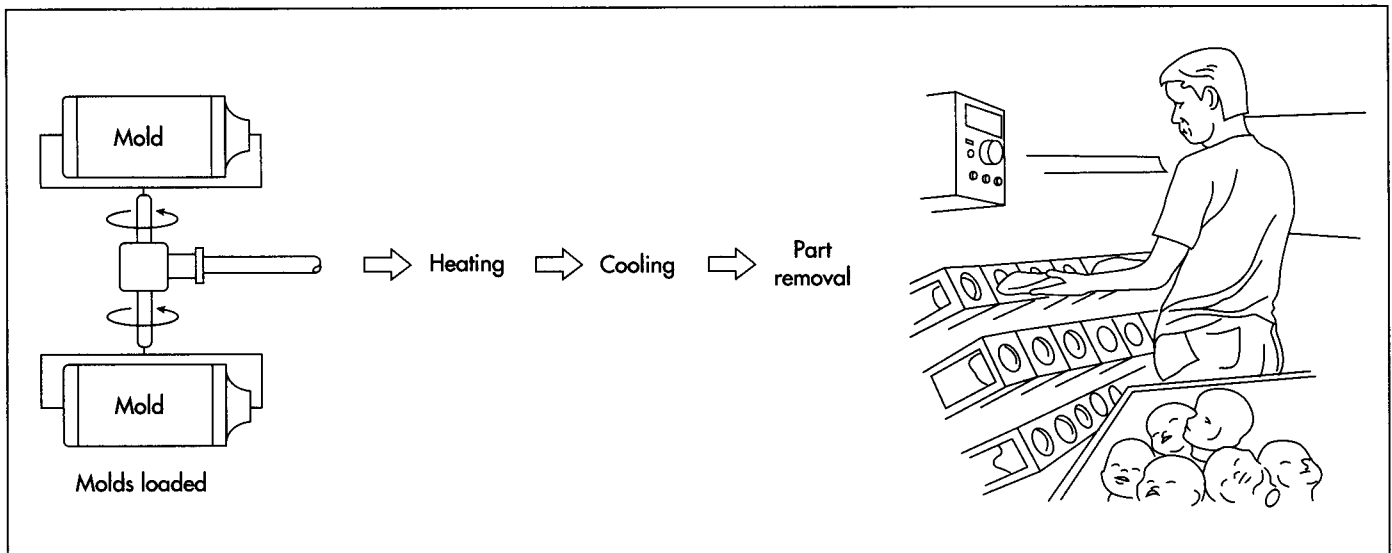 Mold
Mold
Molds loaded
Heating
Cooling
Part
removal